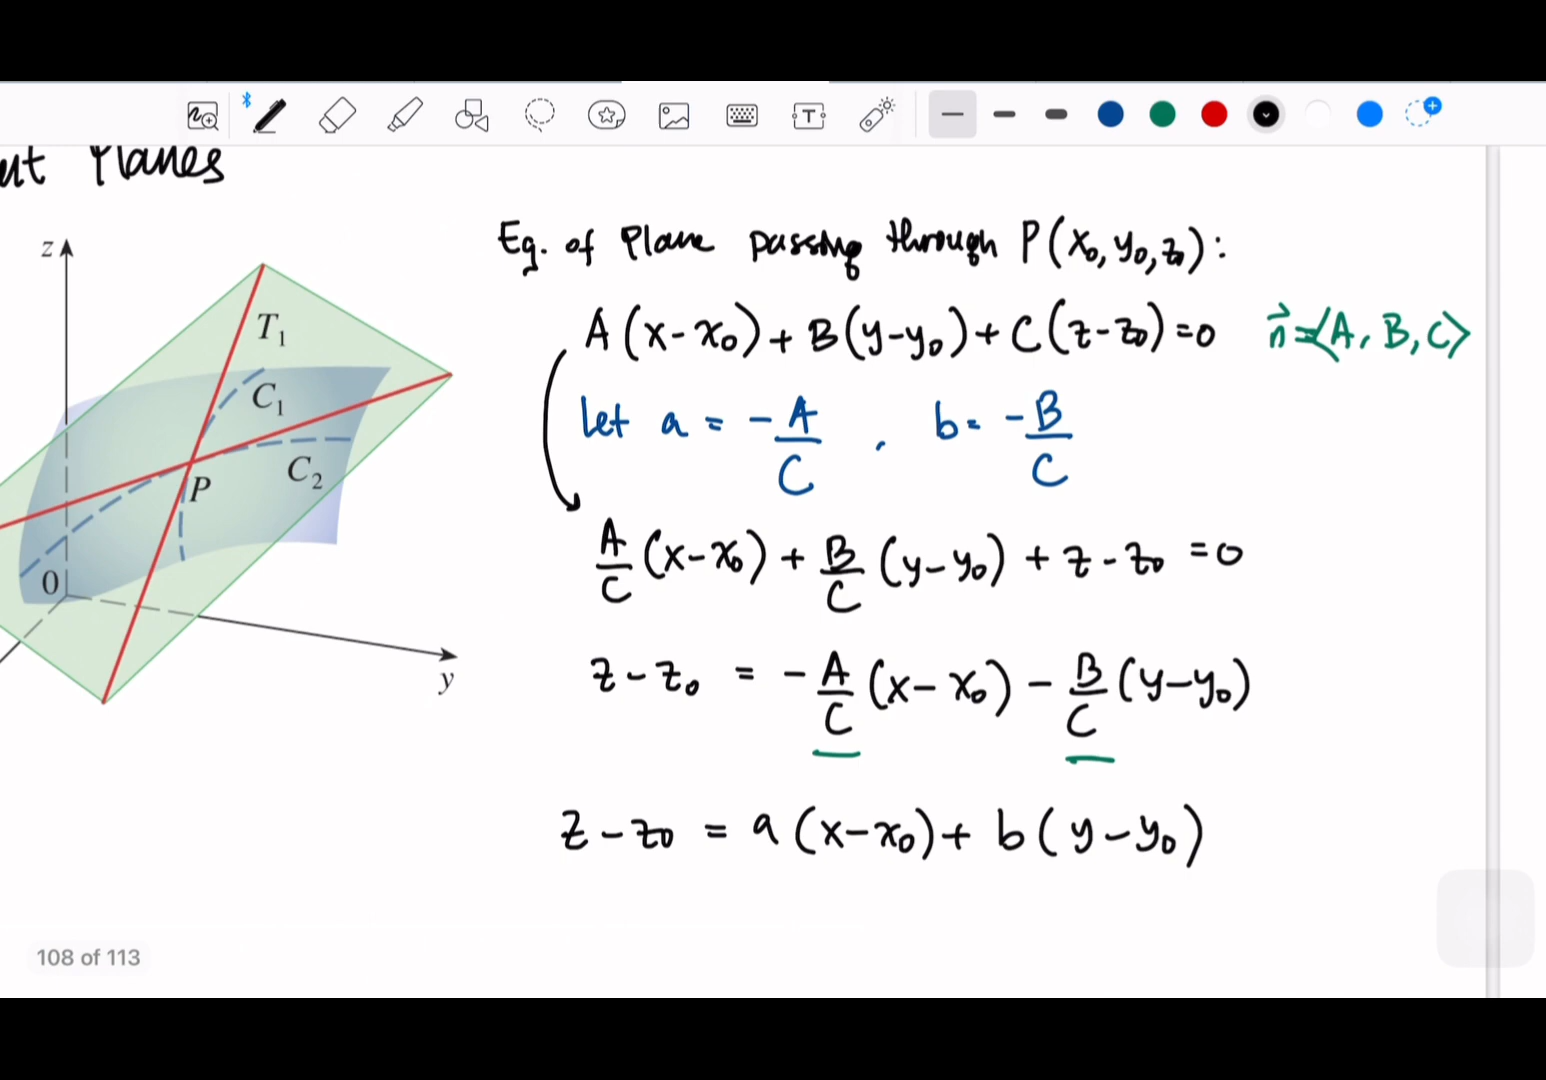 ut Planes
z
T₁
C₁
C₂
P
0
y
Eq. of Plane passing through P(x₀, y₀, z₀):
A(x-x₀) + B(y-y₀) + C(z-z₀) = 0    n⃗ = ⟨A, B, C⟩
let a = -A/C , b = -B/C
A/C (x-x₀) + B/C (y-y₀) + z - z₀ = 0
z - z₀ = -A/C (x-x₀) - B/C (y-y₀)
z - z₀ = a(x-x₀) + b(y-y₀)
108 of 113